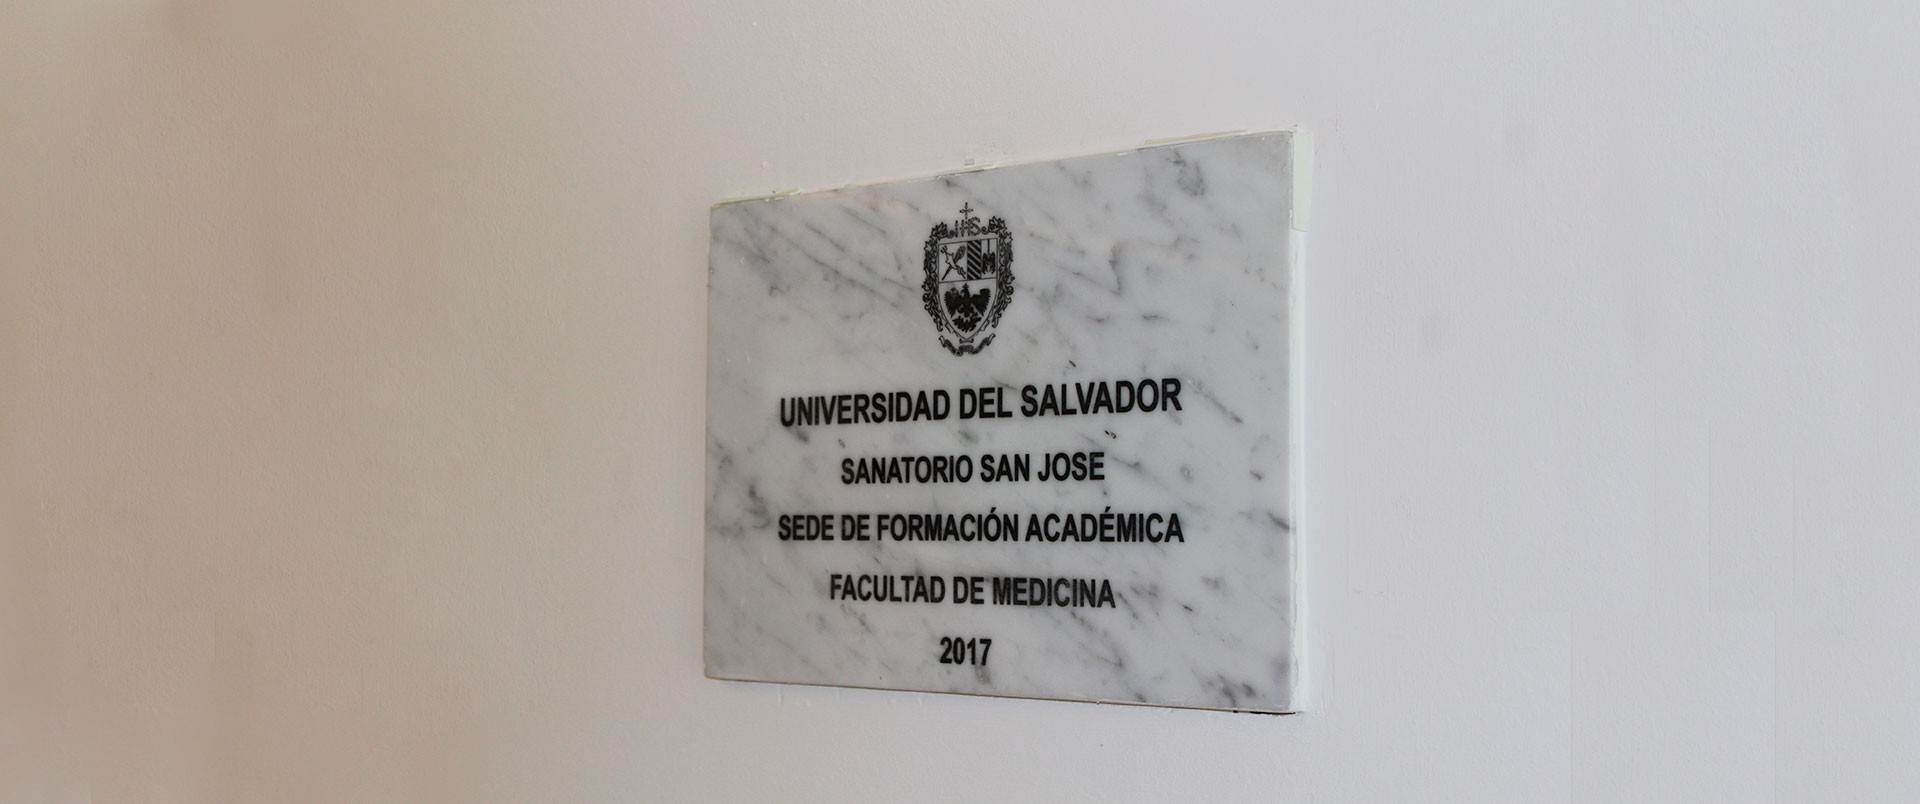 IHS
UNIVERSIDAD DEL SALVADOR
SANATORIO SAN JOSE
SEDE DE FORMACIÓN ACADÉMICA
FACULTAD DE MEDICINA
2017